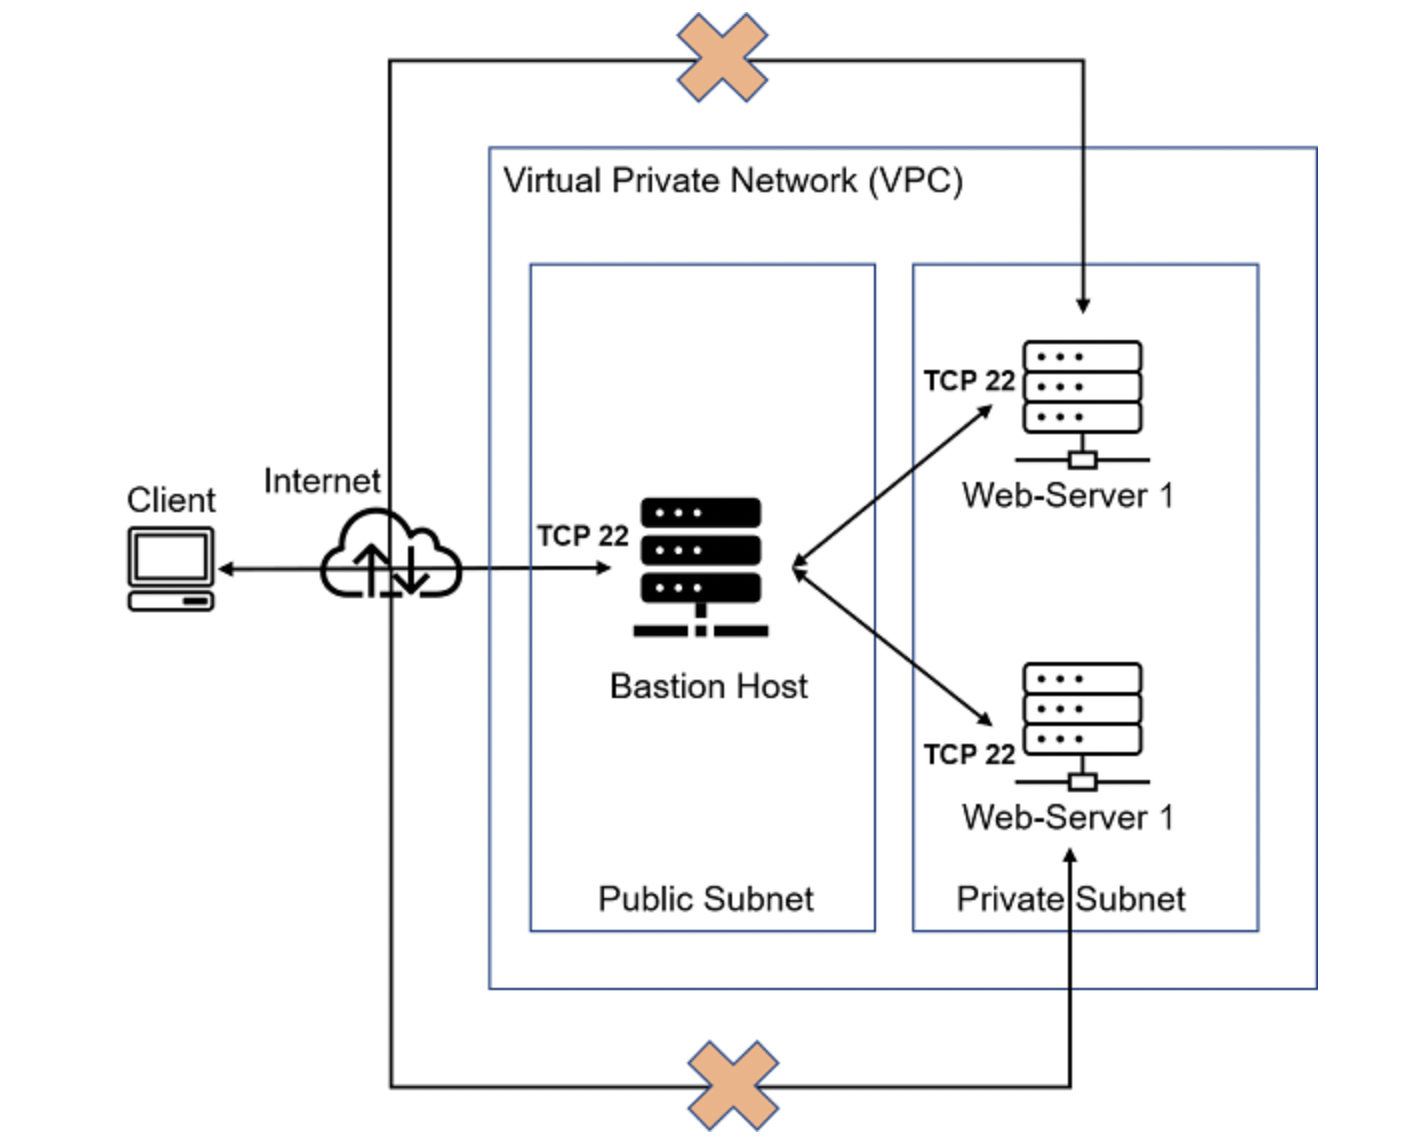 Virtual Private Network (VPC)
Client
Internet
TCP 22
Bastion Host
Public Subnet
TCP 22
Web-Server 1
TCP 22
Web-Server 1
Private Subnet